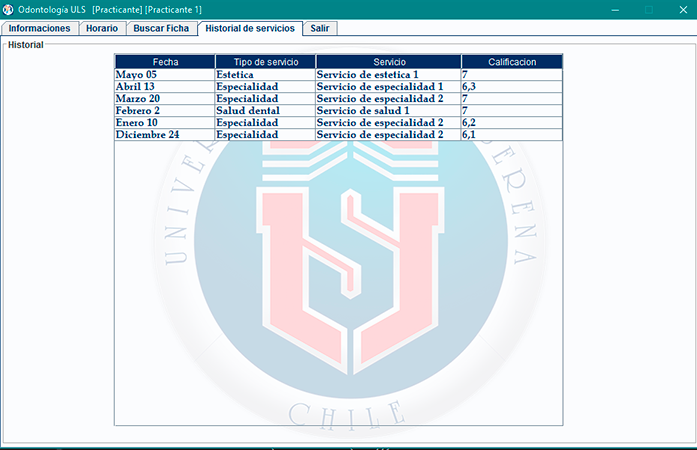 Odontología ULS [Practicante] [Practicante 1]
Informaciones Horario Buscar Ficha Historial de servicios Salir
Historial
Fecha Tipo de servicio Servicio Calificacion
Mayo 05 Estetica Servicio de estetica 1 7
Abril 13 Especialidad Servicio de especialidad 1 6,3
Marzo 20 Especialidad Servicio de especialidad 2 7
Febrero 2 Salud dental Servicio de salud 1 7
Enero 10 Especialidad Servicio de especialidad 2 6,2
Diciembre 24 Especialidad Servicio de especialidad 2 6,1
CHILE